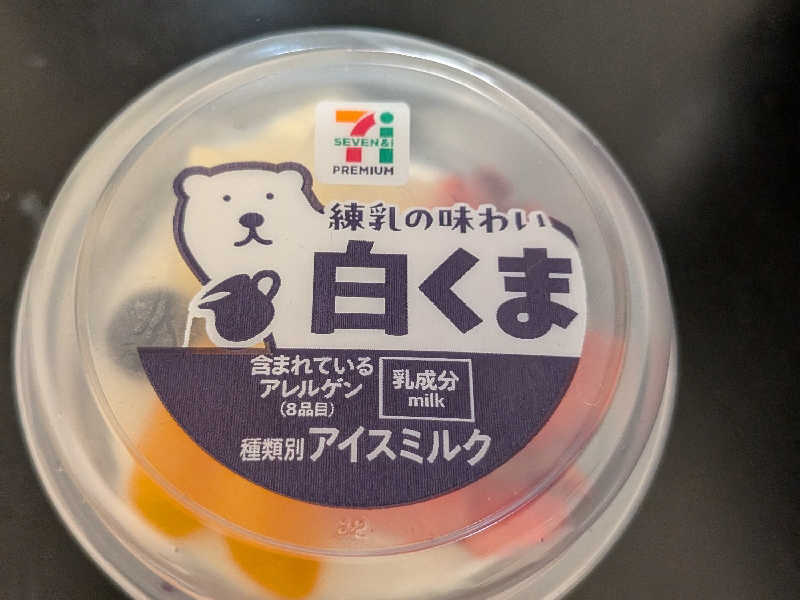 SEVEN&i
PREMIUM
練乳の味わい
白くま
含まれている
アレルゲン
(8品目)
乳成分
milk
種類別 アイスミルク